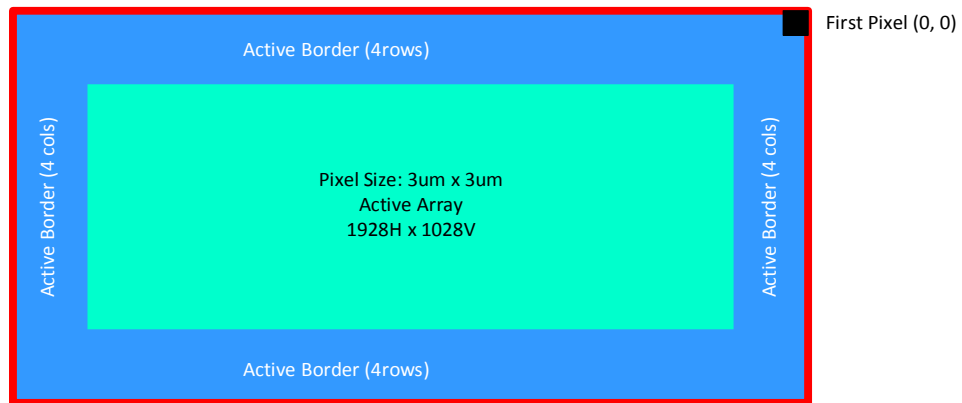 First Pixel (0, 0)
Active Border (4rows)
Active Border (4 cols)
Pixel Size: 3um x 3um
Active Array
1928H x 1028V
Active Border (4 cols)
Active Border (4rows)